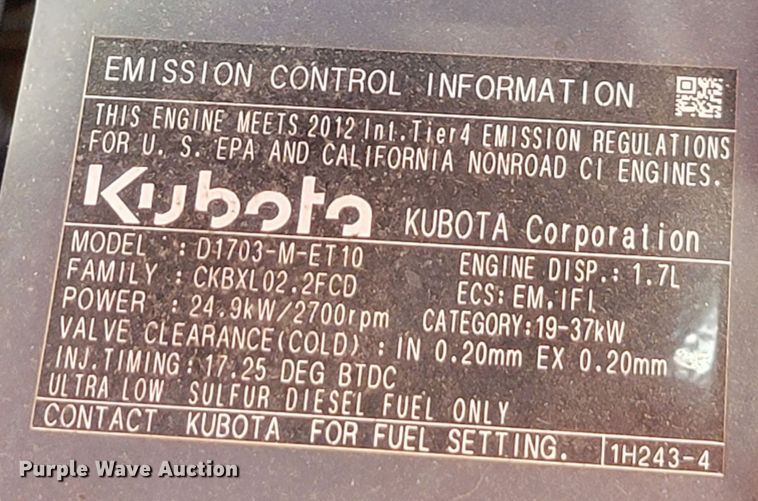 EMISSION CONTROL INFORMATION
THIS ENGINE MEETS 2012 Int.Tier4 EMISSION REGULATIONS
FOR U. S. EPA AND CALIFORNIA NONROAD CI ENGINES.
Kubota KUBOTA Corporation
MODEL : D1703-M-ET10 ENGINE DISP.: 1.7L
FAMILY : CKBXL02.2FCD ECS: EM,IFI
POWER : 24.9kW/2700rpm CATEGORY:19-37kW
VALVE CLEARANCE(COLD) : IN 0.20mm EX 0.20mm
INJ.TIMING: 17.25 DEG BTDC
ULTRA LOW SULFUR DIESEL FUEL ONLY
CONTACT KUBOTA FOR FUEL SETTING. 1H243-4
Purple Wave Auction